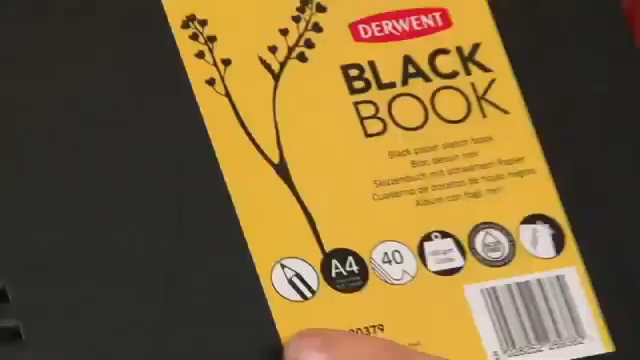 DERWENT
BLACK
BOOK
Black paper sketch book
Bloc dessin noir
Skizzenbuch mit schwarzem Papier
Cuaderno de bocetos de hojas negras
Album con fogli neri
A4
40